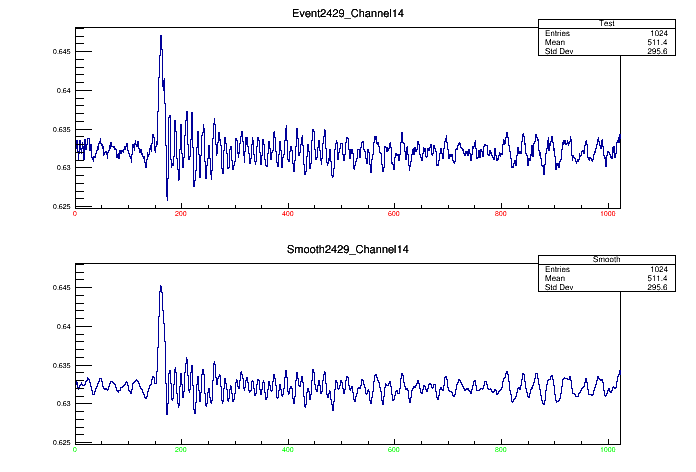 Event2429_Channel14
Test
Entries 1024
Mean 511.4
Std Dev 295.6
0.645
0.64
0.635
0.63
0.625
0 200 400 600 800 1000
Smooth2429_Channel14
Smooth
Entries 1024
Mean 511.4
Std Dev 295.6
0.645
0.64
0.635
0.63
0.625
0 200 400 600 800 1000